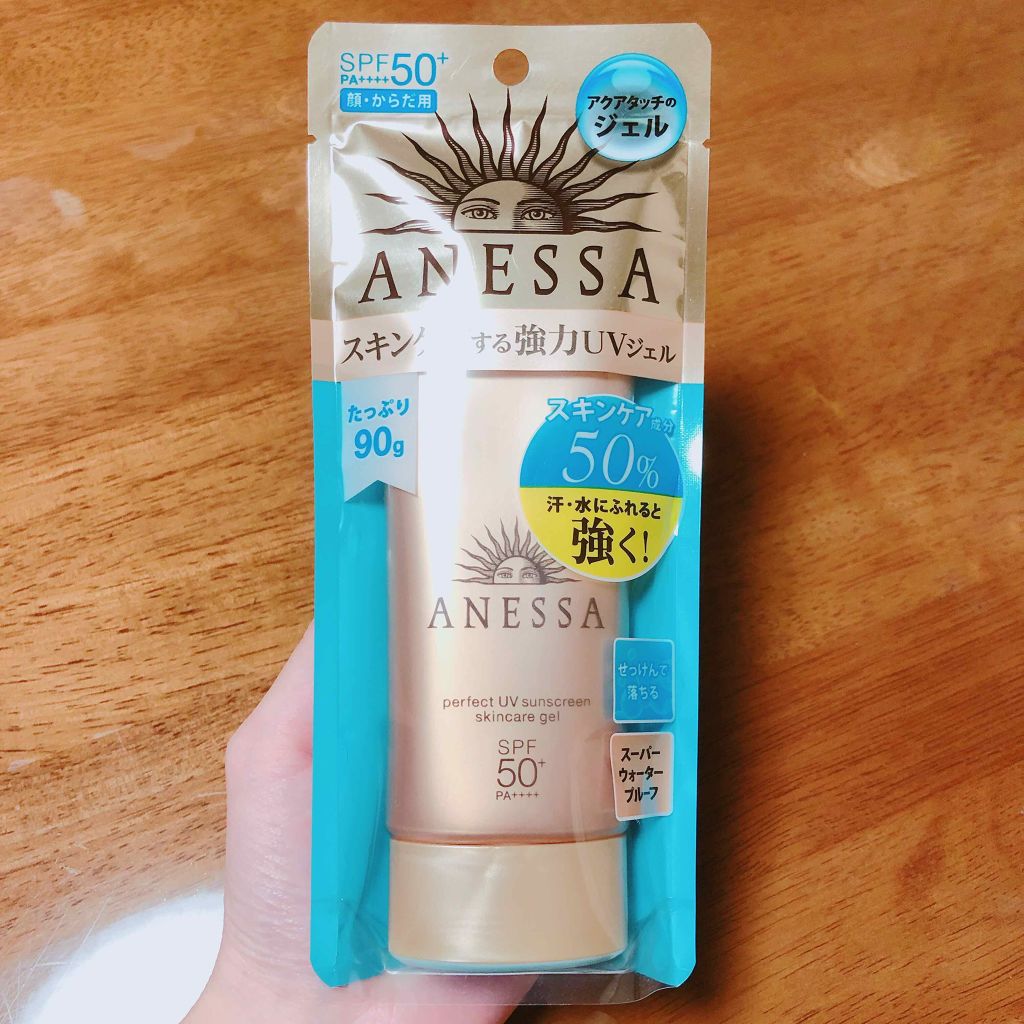 SPF50+
PA++++
顔・からだ用
アクアタッチの
ジェル
ANESSA
スキン する強力UVジェル
たっぷり
90g
スキンケア成分
50%
汗・水にふれると
強く!
ANESSA
perfect UV sunscreen
skincare gel
SPF
50+
PA++++
せっけんで
落ちる
スーパー
ウォーター
プルーフ